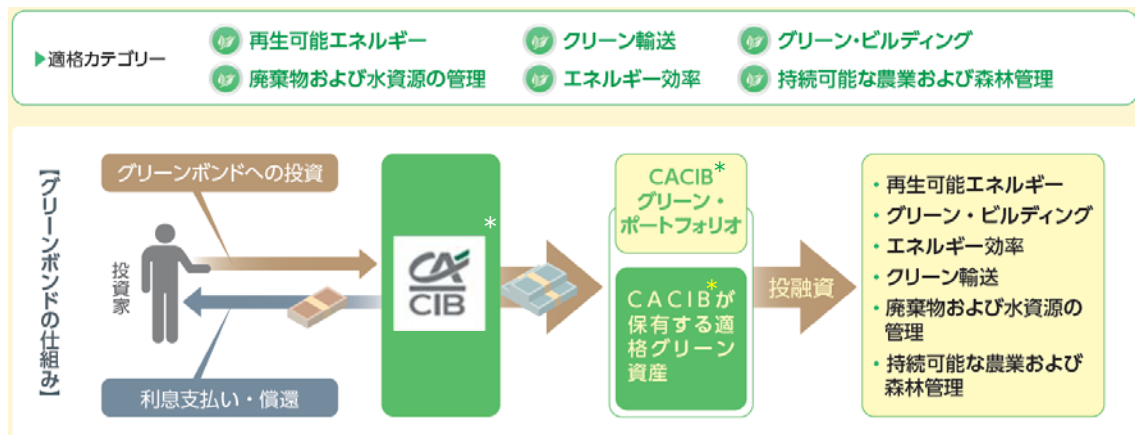 ▶適格カテゴリー
再生可能エネルギー
クリーン輸送
グリーン・ビルディング
廃棄物および水資源の管理
エネルギー効率
持続可能な農業および森林管理
【グリーンボンドの仕組み】
グリーンボンドへの投資
投資家
利息支払い・償還
*
CA
CIB
CACIB*
グリーン・
ポートフォリオ
CACIB*が
保有する適
格グリーン
資産
投融資
・再生可能エネルギー
・グリーン・ビルディング
・エネルギー効率
・クリーン輸送
・廃棄物および水資源の
管理
・持続可能な農業および
森林管理